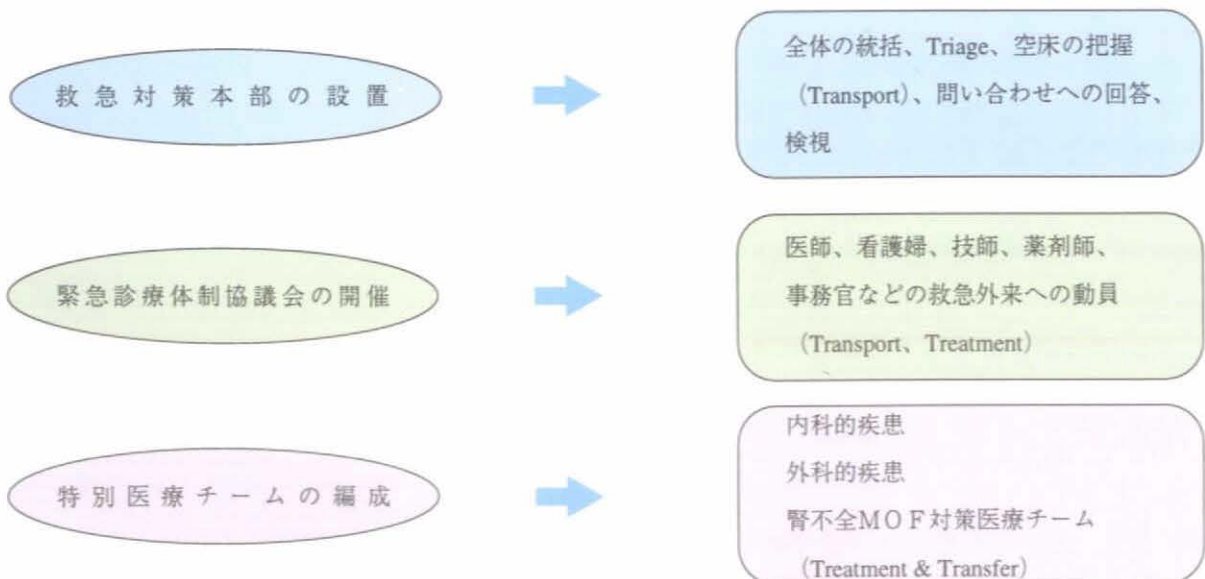 救急対策本部の設置
全体の統括、Triage、空床の把握
（Transport）、問い合わせへの回答、
検視
緊急診療体制協議会の開催
医師、看護婦、技師、薬剤師、
事務官などの救急外来への動員
（Transport、Treatment）
特別医療チームの編成
内科的疾患
外科的疾患
腎不全MOF対策医療チーム
（Treatment & Transfer）